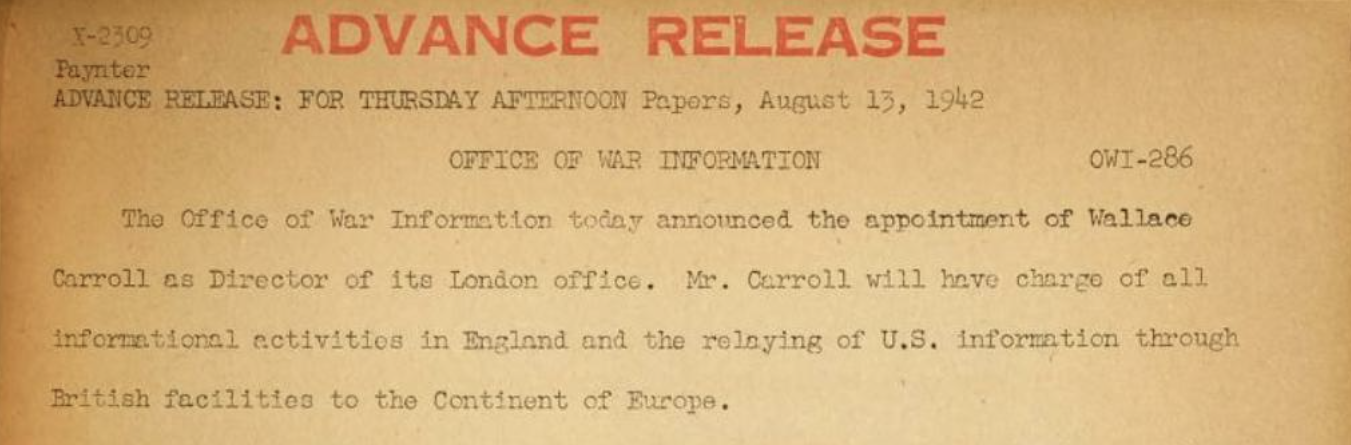 ADVANCE RELEASE
X-2309
Paynter
ADVANCE RELEASE: FOR THURSDAY AFTERNOON Papers, August 13, 1942
OFFICE OF WAR INFORMATION OWI-286
The Office of War Information today announced the appointment of Wallace
Carroll as Director of its London office. Mr. Carroll will have charge of all
informational activities in England and the relaying of U.S. information through
British facilities to the Continent of Europe.